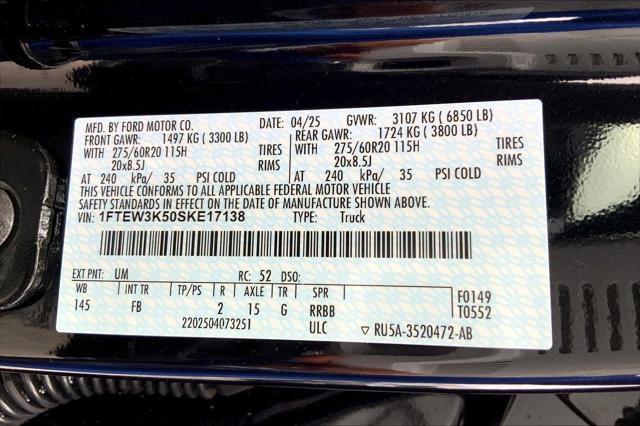 MFD. BY FORD MOTOR CO. DATE: 04/25 GVWR: 3107 KG (6850 LB)
FRONT GAWR: 1497 KG (3300 LB) REAR GAWR: 1724 KG (3800 LB)
WITH 275/60R20 115H TIRES WITH 275/60R20 115H TIRES
20x8.5J RIMS 20x8.5J RIMS
AT 240 kPa/ 35 PSI COLD AT 240 kPa/ 35 PSI COLD
THIS VEHICLE CONFORMS TO ALL APPLICABLE FEDERAL MOTOR VEHICLE
SAFETY STANDARDS IN EFFECT ON THE DATE OF MANUFACTURE SHOWN ABOVE.
VIN: 1FTEW3K50SKE17138 TYPE: Truck
EXT PNT: UM RC: 52 DSO:
WB INT TR TP/PS R AXLE TR SPR F0149
145 FB 2 15 G RRBB T0552
2202504073251 ULC ▽ RU5A-3520472-AB